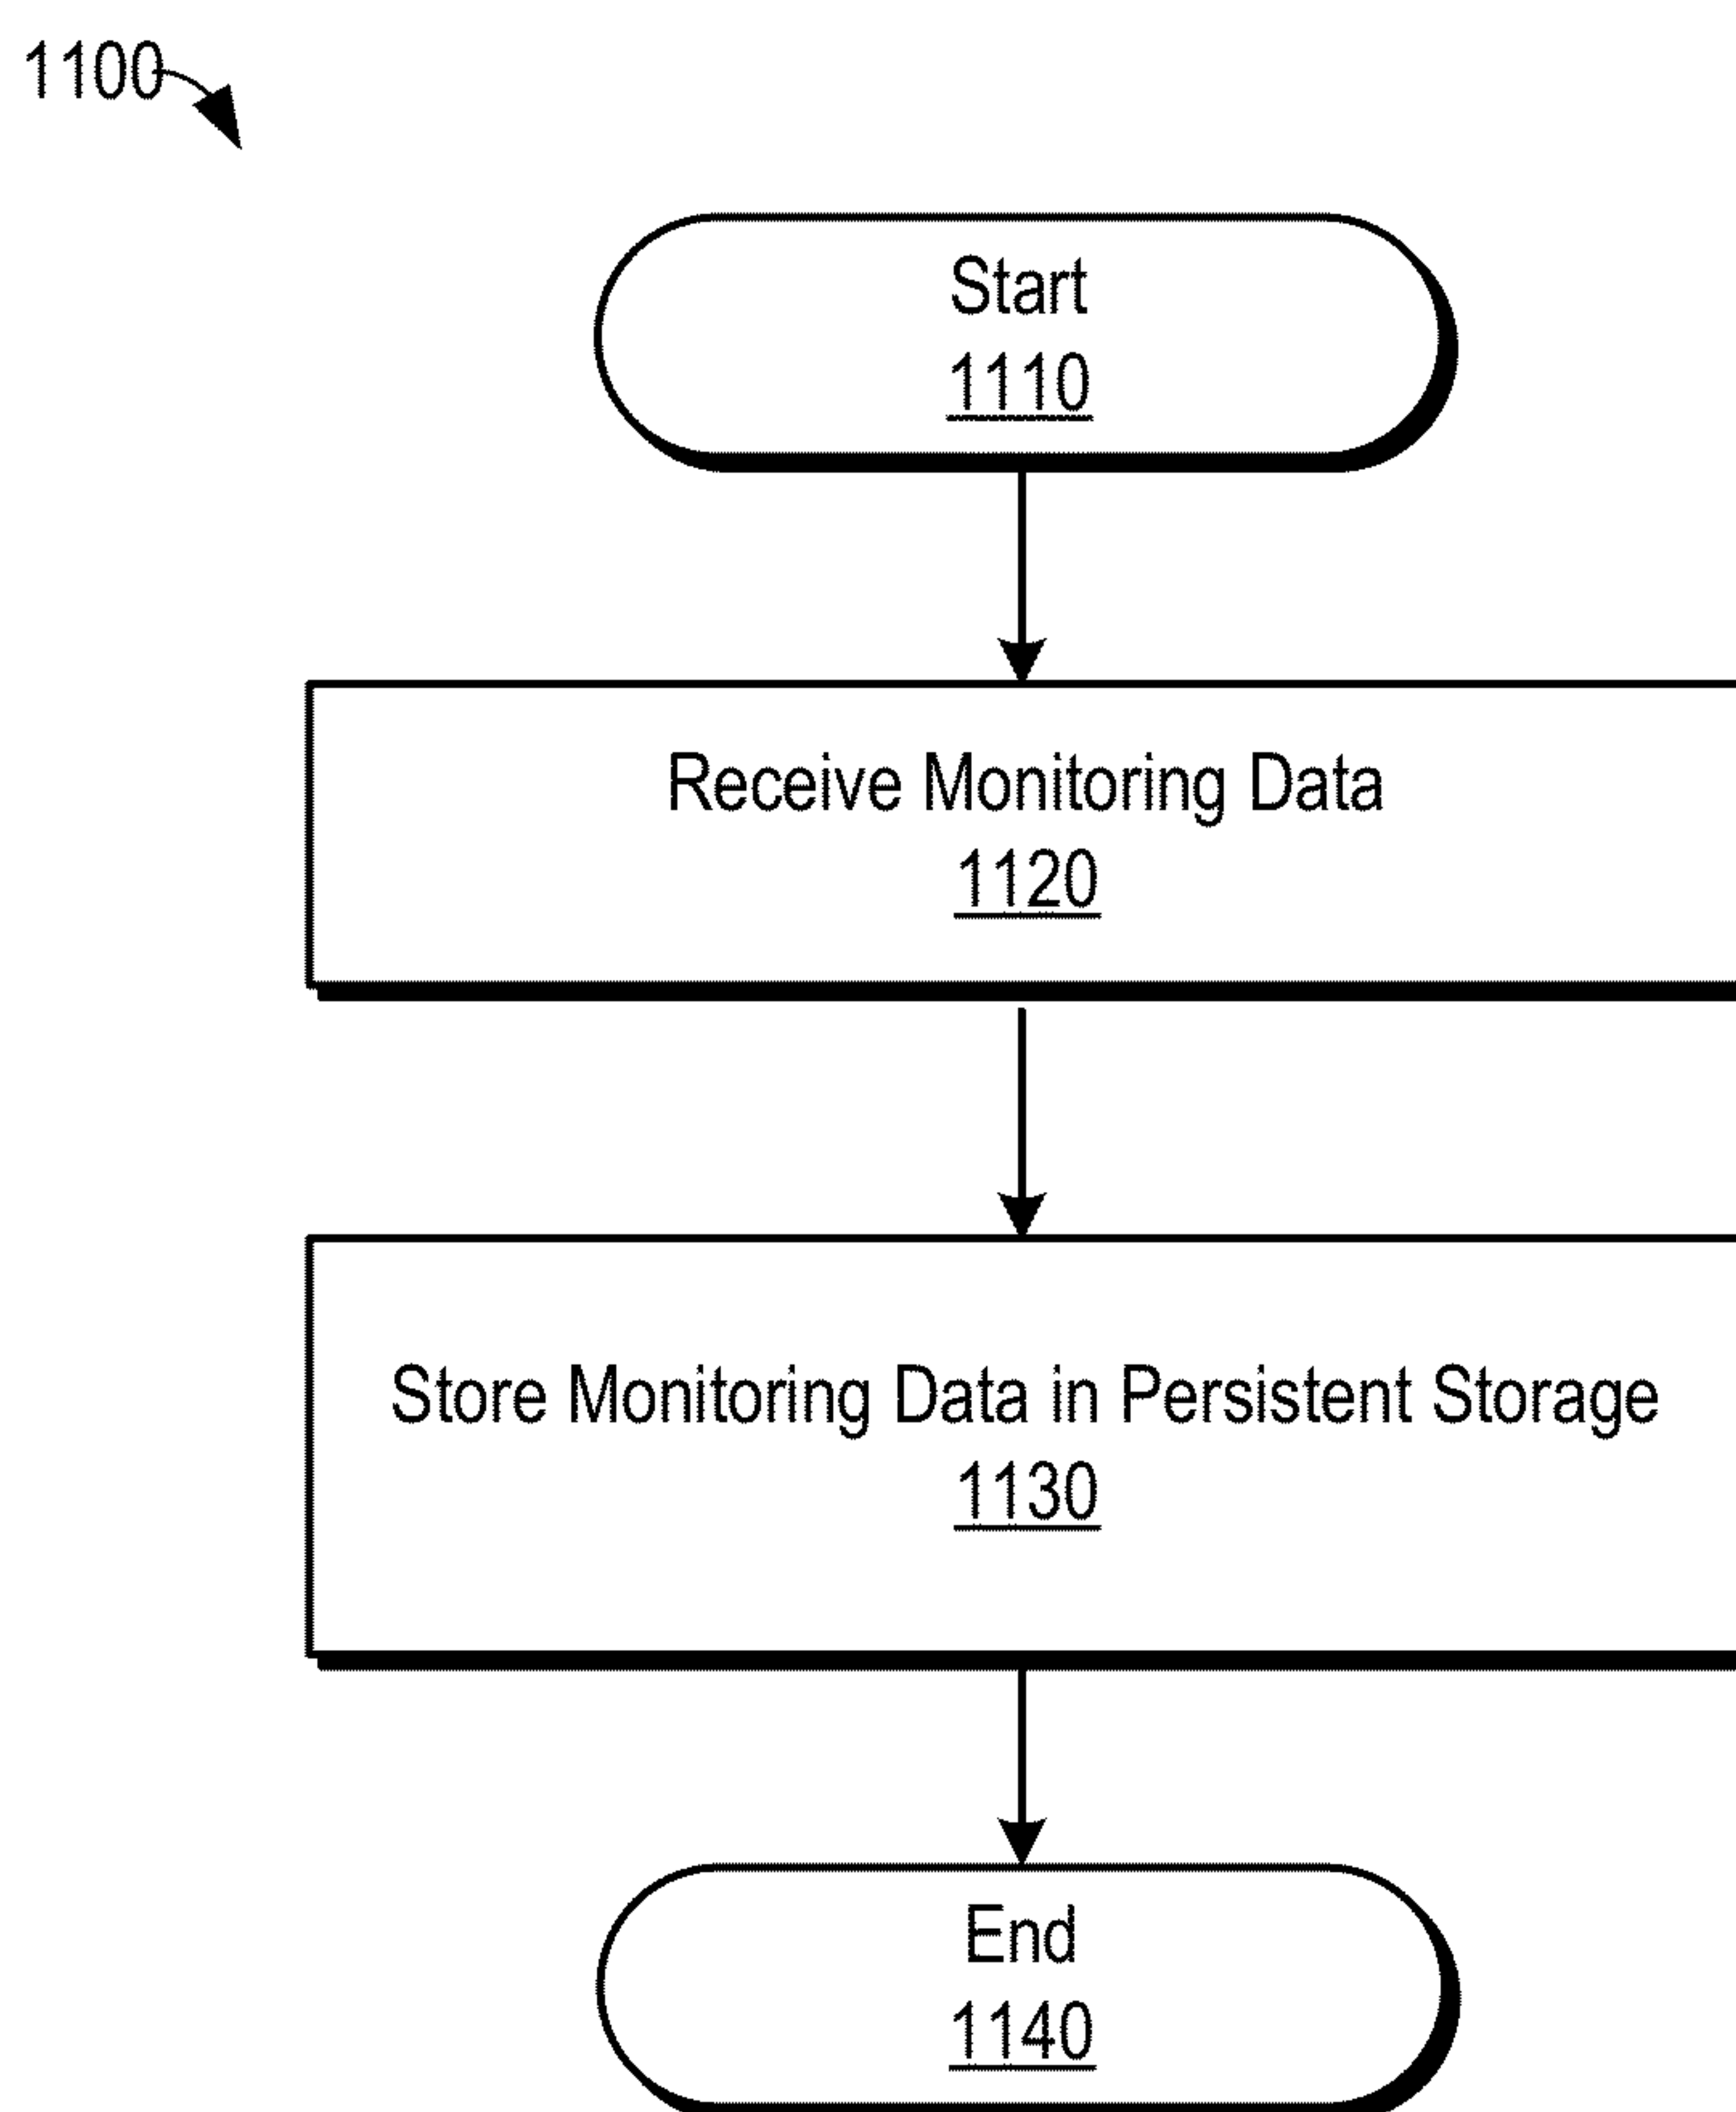 1100
Start
1110
Receive Monitoring Data
1120
Store Monitoring Data in Persistent Storage
1130
End
1140